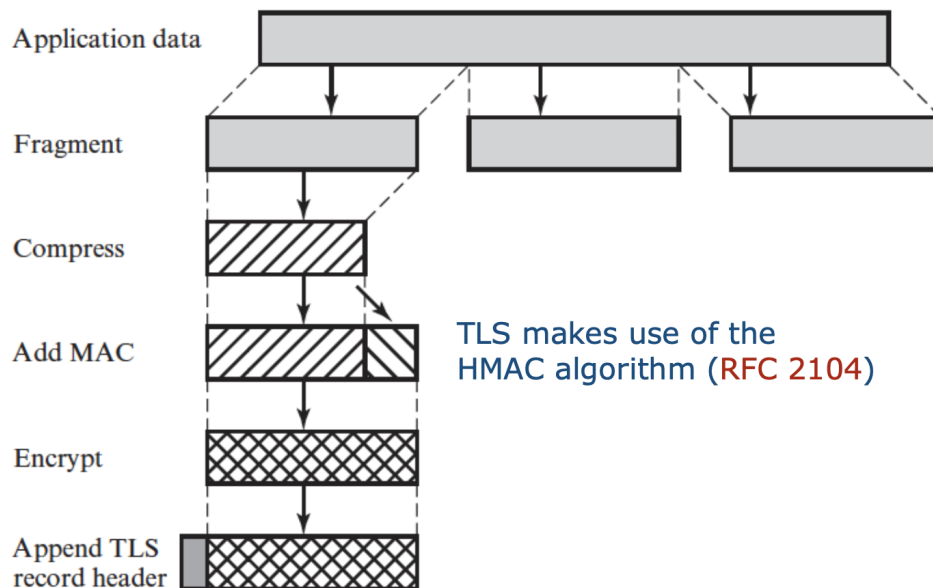 Application data
Fragment
Compress
Add MAC
TLS makes use of the
HMAC algorithm (RFC 2104)
Encrypt
Append TLS
record header